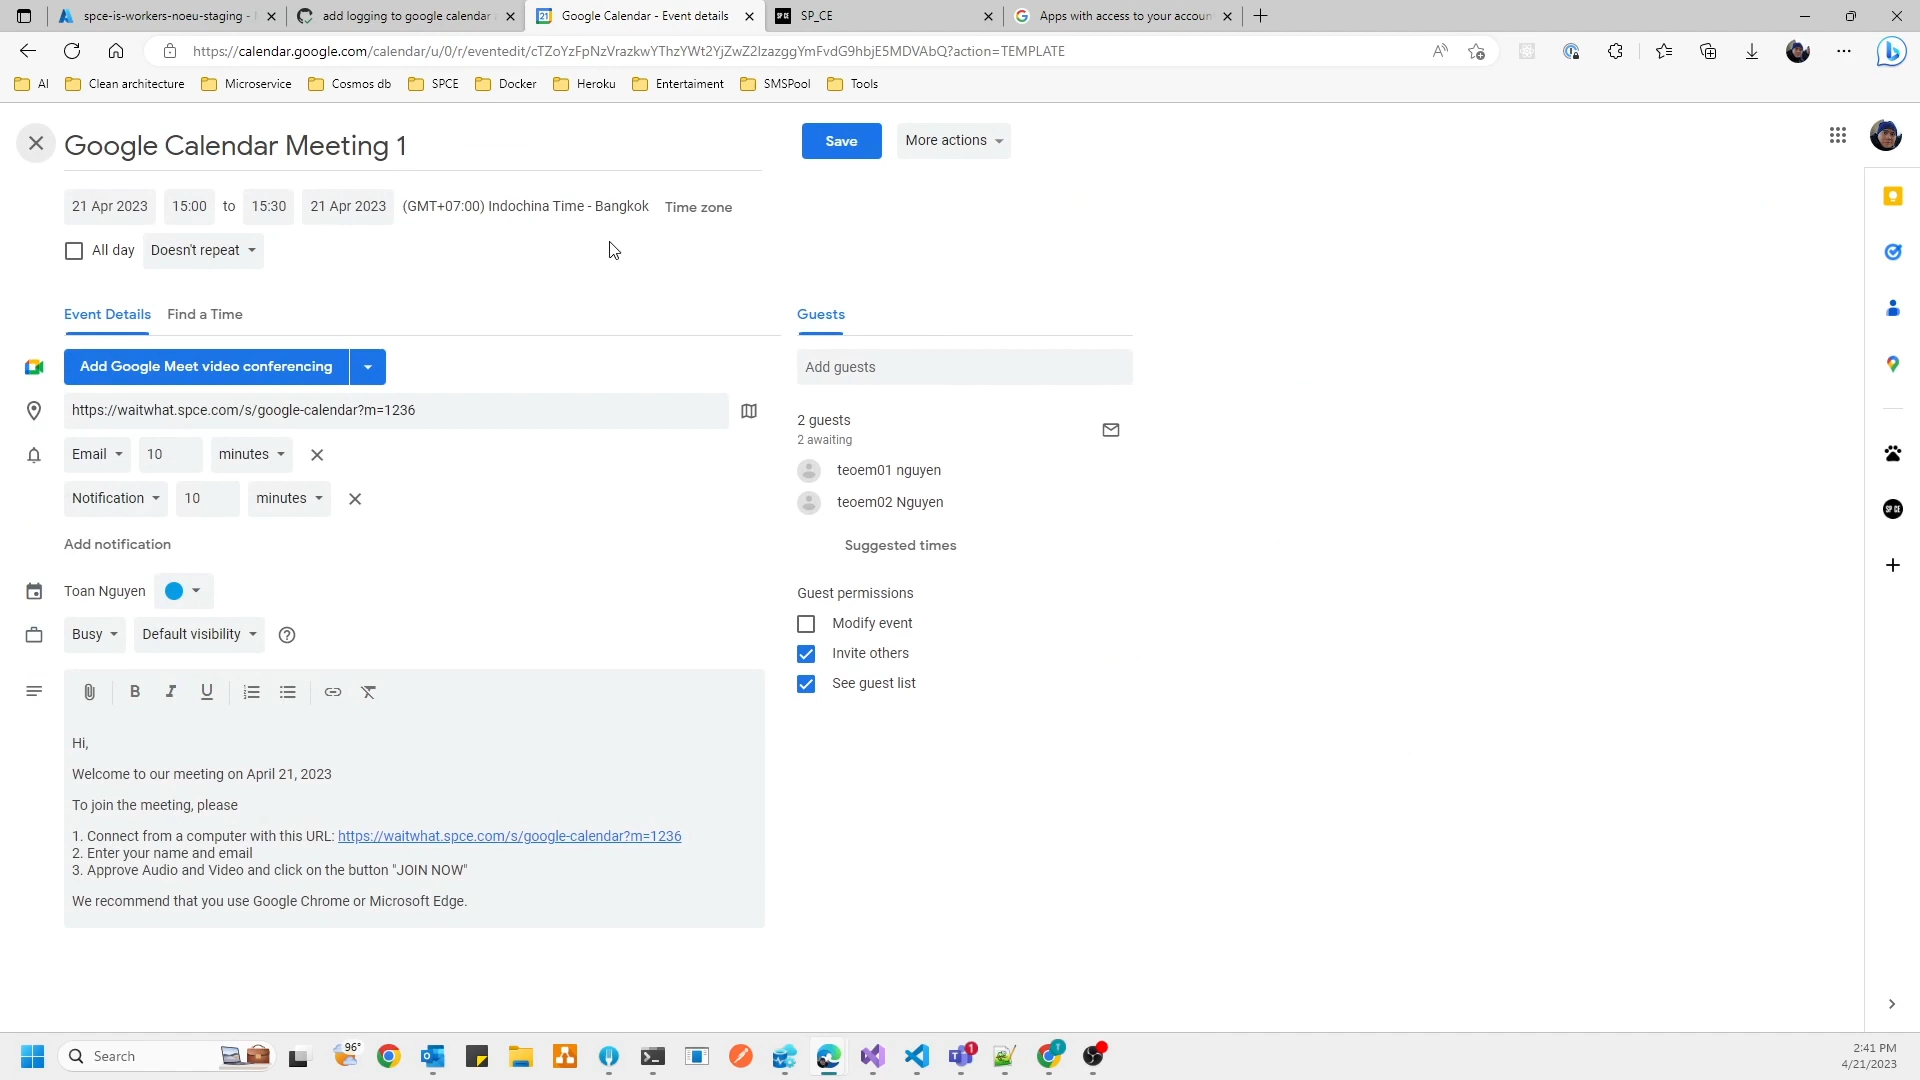 spce-is-workers-noeu-staging -
add logging to google calendar
Google Calendar - Event details
SP_CE
Apps with access to your accoun
https://calendar.google.com/calendar/u/0/r/eventedit/cTZoYzFpNzVrazkwYThzYWt2YjZwZ2IzazggYmFvdG9hbjE5MDVAbQ?action=TEMPLATE
AI
Clean architecture
Microservice
Cosmos db
SPCE
Docker
Heroku
Entertaiment
SMSPool
Tools
Google Calendar Meeting 1
Save
More actions
21 Apr 2023 15:00 to 15:30 21 Apr 2023 (GMT+07:00) Indochina Time - Bangkok Time zone
All day Doesn't repeat
Event Details Find a Time
Guests
Add Google Meet video conferencing
Add guests
https://waitwhat.spce.com/s/google-calendar?m=1236
2 guests
2 awaiting
Email 10 minutes
teoem01 nguyen
Notification 10 minutes
teoem02 Nguyen
Add notification
Suggested times
Toan Nguyen
Guest permissions
Busy Default visibility
Modify event
Invite others
See guest list
Hi,
Welcome to our meeting on April 21, 2023
To join the meeting, please
1. Connect from a computer with this URL: https://waitwhat.spce.com/s/google-calendar?m=1236
2. Enter your name and email
3. Approve Audio and Video and click on the button "JOIN NOW"
We recommend that you use Google Chrome or Microsoft Edge.
Search
96°
2:41 PM
4/21/2023